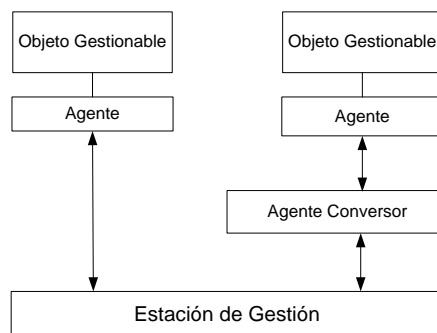 Objeto Gestionable
Objeto Gestionable
Agente
Agente
Agente Conversor
Estación de Gestión